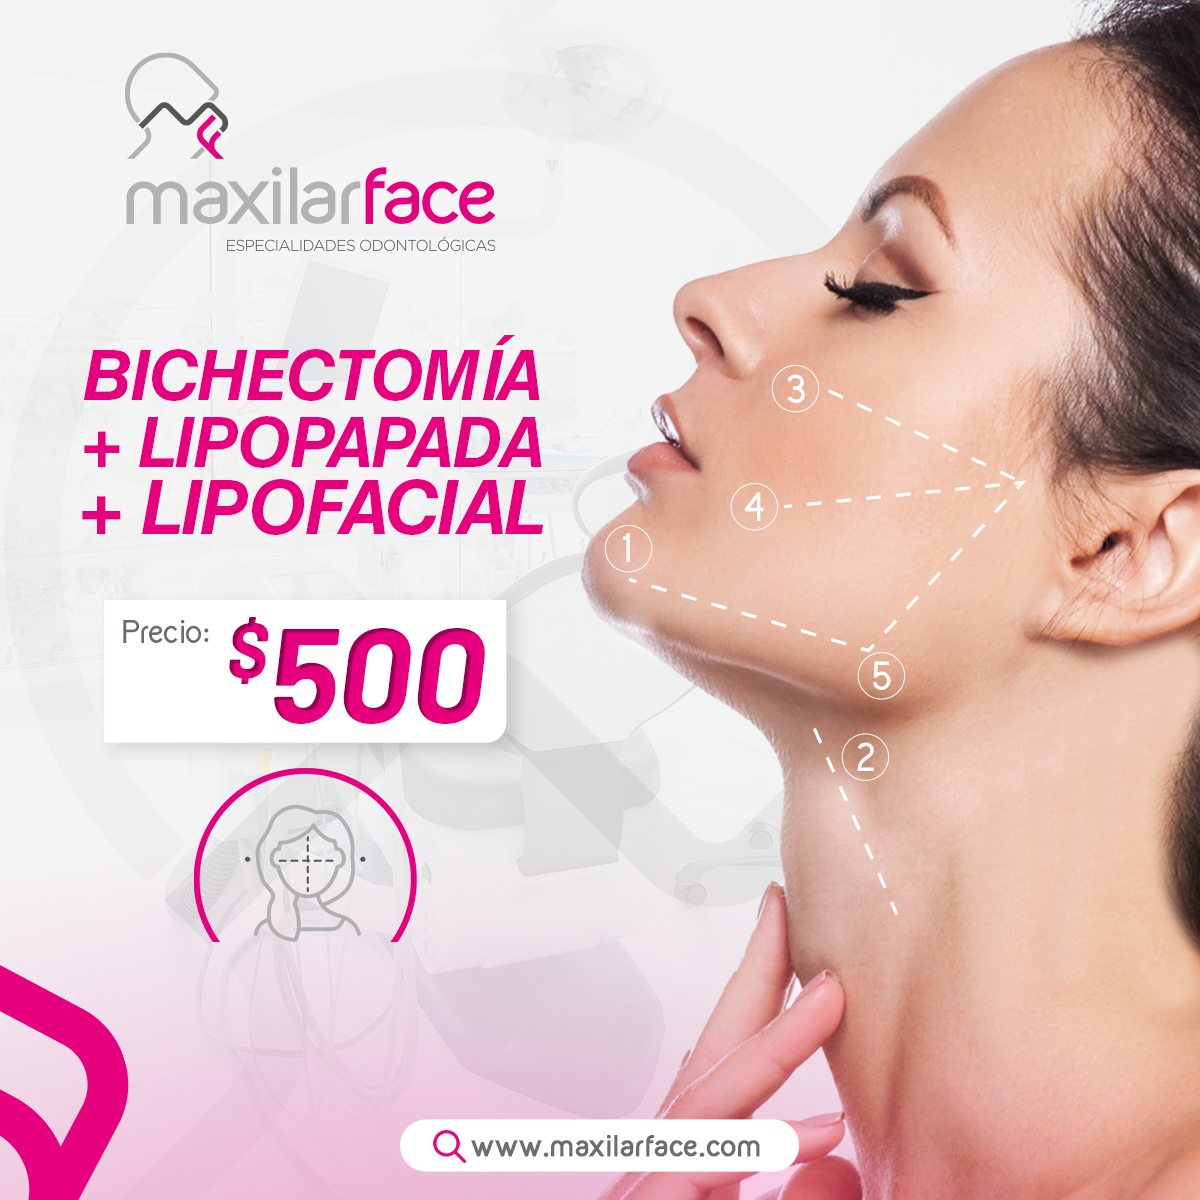 maxilarface
ESPECIALIDADES ODONTOLÓGICAS
BICHECTOMÍA
+ LIPOPAPADA
+ LIPOFACIAL
Precio: $500
3
4
1
5
2
www.maxilarface.com